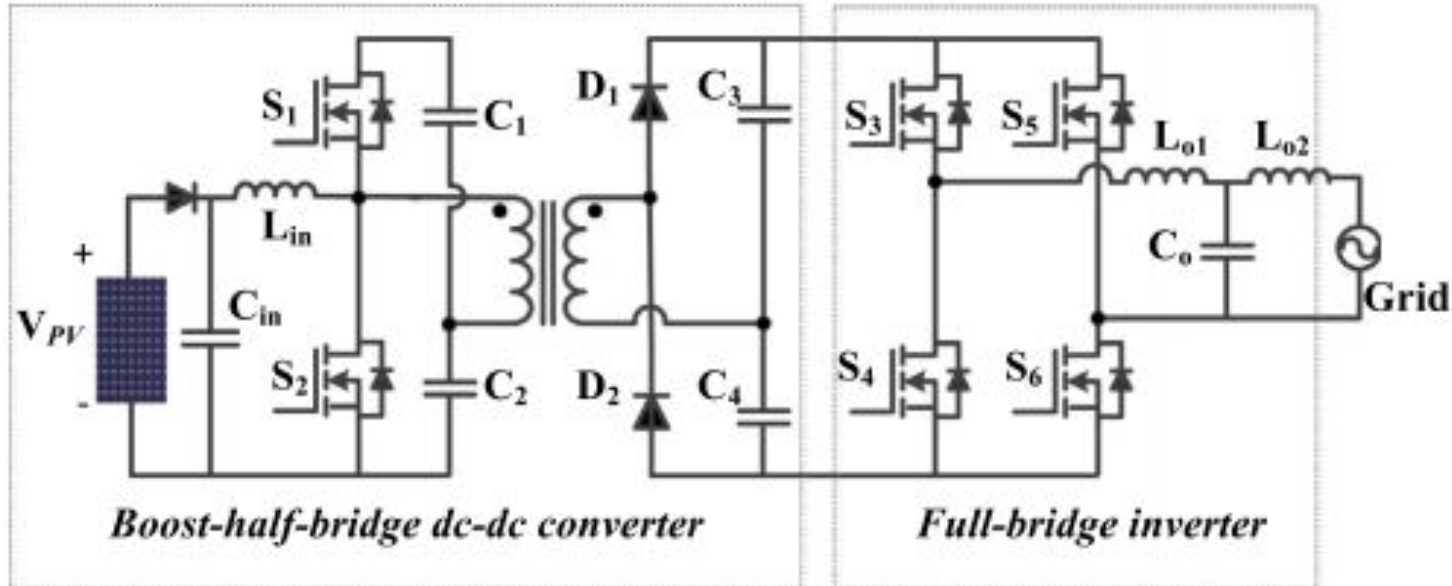 S1
C1
D1
C3
S3
S5
Lo1
Lo2
+
Lin
VPV
Cin
Co
Grid
-
S2
C2
D2
C4
S4
S6
Boost-half-bridge dc-dc converter
Full-bridge inverter